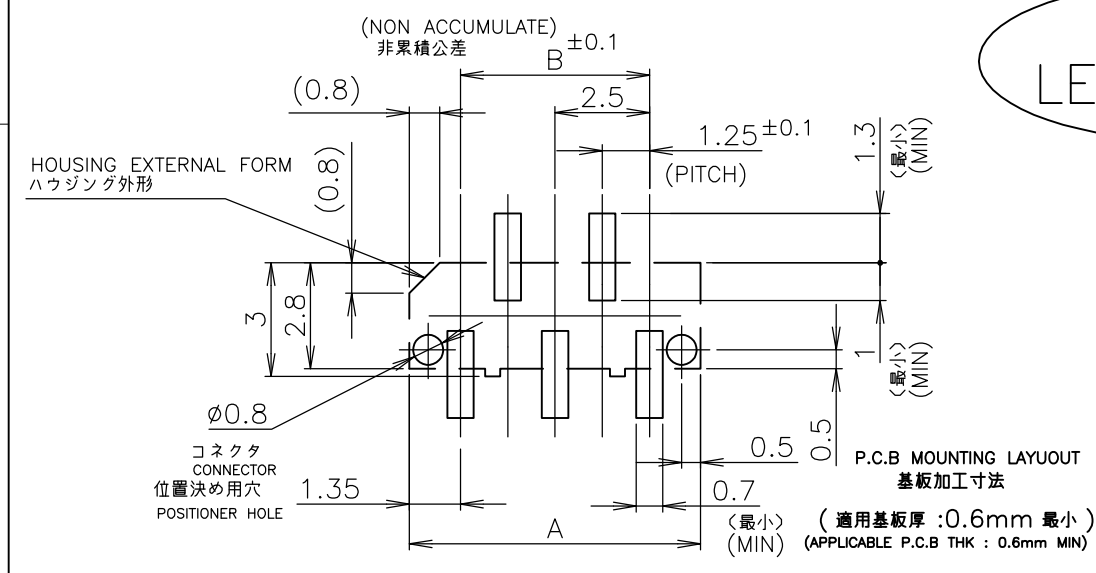 (NON ACCUMULATE)
非累積公差
B±0.1
LE
(0.8)
2.5
1.25±0.1
(PITCH)
1.3
(最小)
(MIN)
HOUSING EXTERNAL FORM
ハウジング外形
(0.8)
3
2.8
1
(最小)
(MIN)
ø0.8
コネクタ
CONNECTOR
位置決め用穴
POSITIONER HOLE
1.35
0.5
0.5
0.7
(最小)
(MIN)
A
P.C.B MOUNTING LAYUOUT
基板加工寸法
(適用基板厚 :0.6mm 最小)
(APPLICABLE P.C.B THK : 0.6mm MIN)